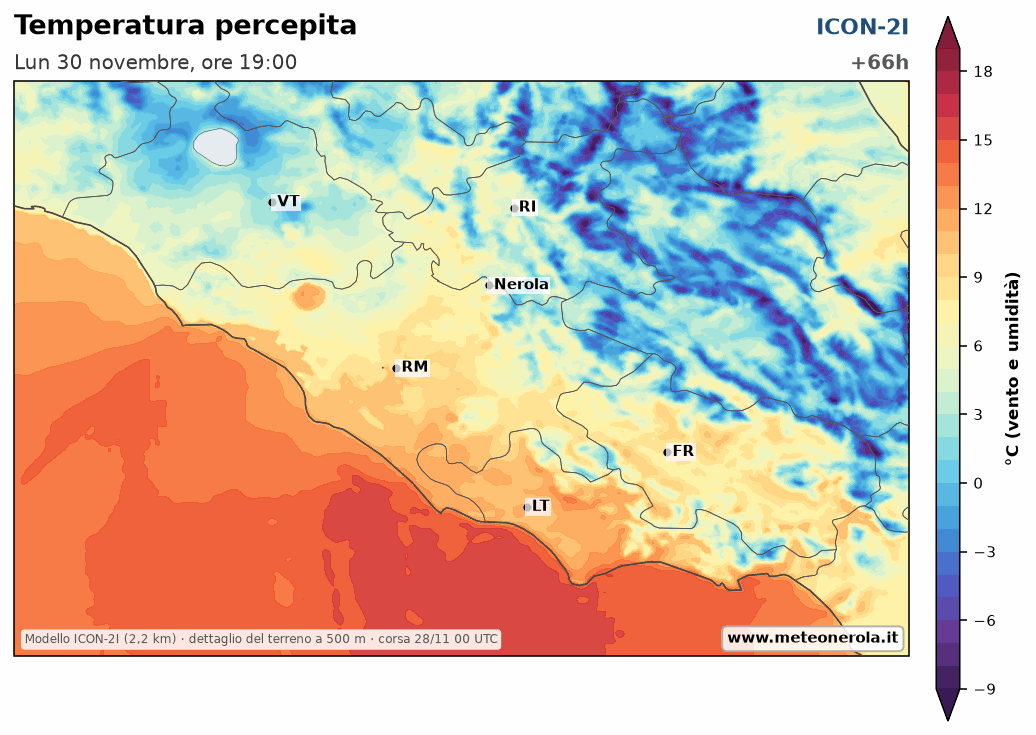 Temperatura percepita
ICON-2I
Lun 30 novembre, ore 19:00
+66h
VT
RI
Nerola
RM
FR
LT
18
15
12
9
6
3
0
−3
−6
−9
°C (vento e umidità)
Modello ICON-2I (2,2 km) · dettaglio del terreno a 500 m · corsa 28/11 00 UTC
www.meteonerola.it